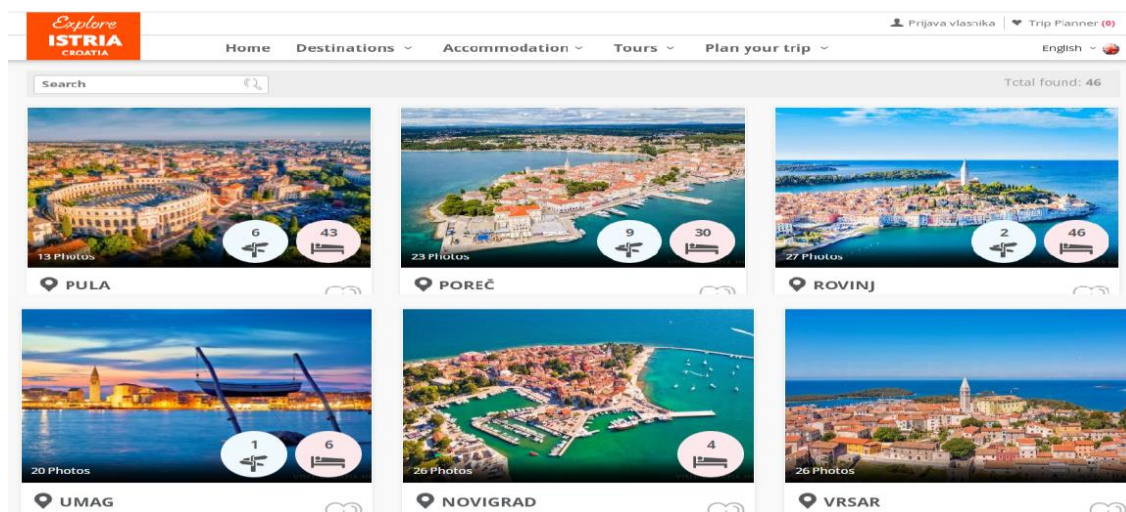 Explore
ISTRIA
CROATIA
Prijava vlasnika
Trip Planner (0)
Home
Destinations
Accommodation
Tours
Plan your trip
English
Search
Total found: 46
6
43
13 Photos
PULA
9
30
23 Photos
POREČ
2
46
27 Photos
ROVINJ
1
6
20 Photos
UMAG
4
26 Photos
NOVIGRAD
26 Photos
VRSAR